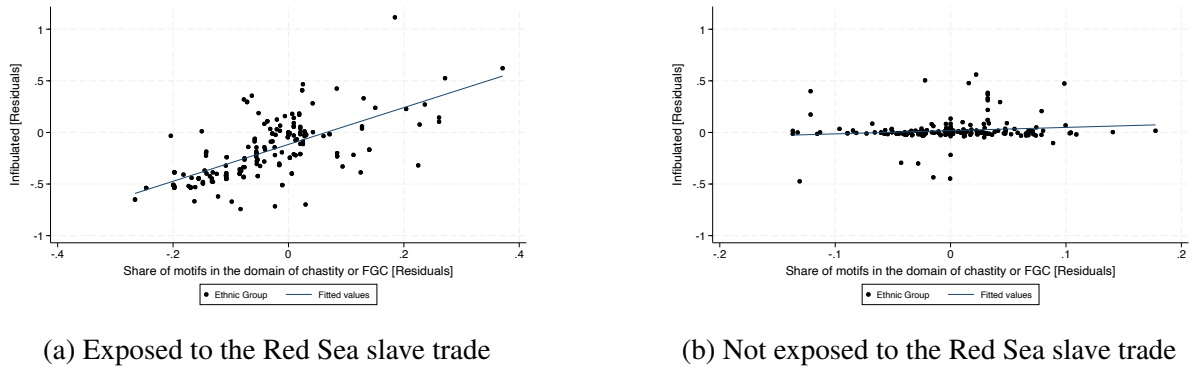 1
.5
0
-.5
-1
Infibulated [Residuals]
-.4 -.2 0 .2 .4
Share of motifs in the domain of chastity or FGC [Residuals]
Ethnic Group Fitted values
(a) Exposed to the Red Sea slave trade
1
.5
0
-.5
-1
Infibulated [Residuals]
-.2 -.1 0 .1 .2
Share of motifs in the domain of chastity or FGC [Residuals]
Ethnic Group Fitted values
(b) Not exposed to the Red Sea slave trade